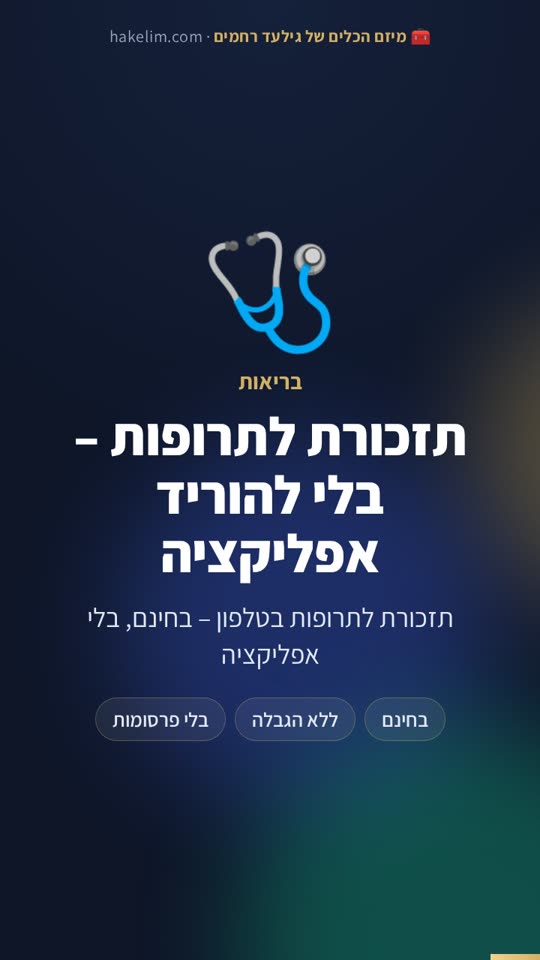 🧰 מיזם הכלים של גילעד רחמים · hakelim.com
בריאות
תזכורת לתרופות –
בלי להוריד
אפליקציה
תזכורת לתרופות בטלפון – בחינם, בלי
אפליקציה
בחינם
ללא הגבלה
בלי פרסומות